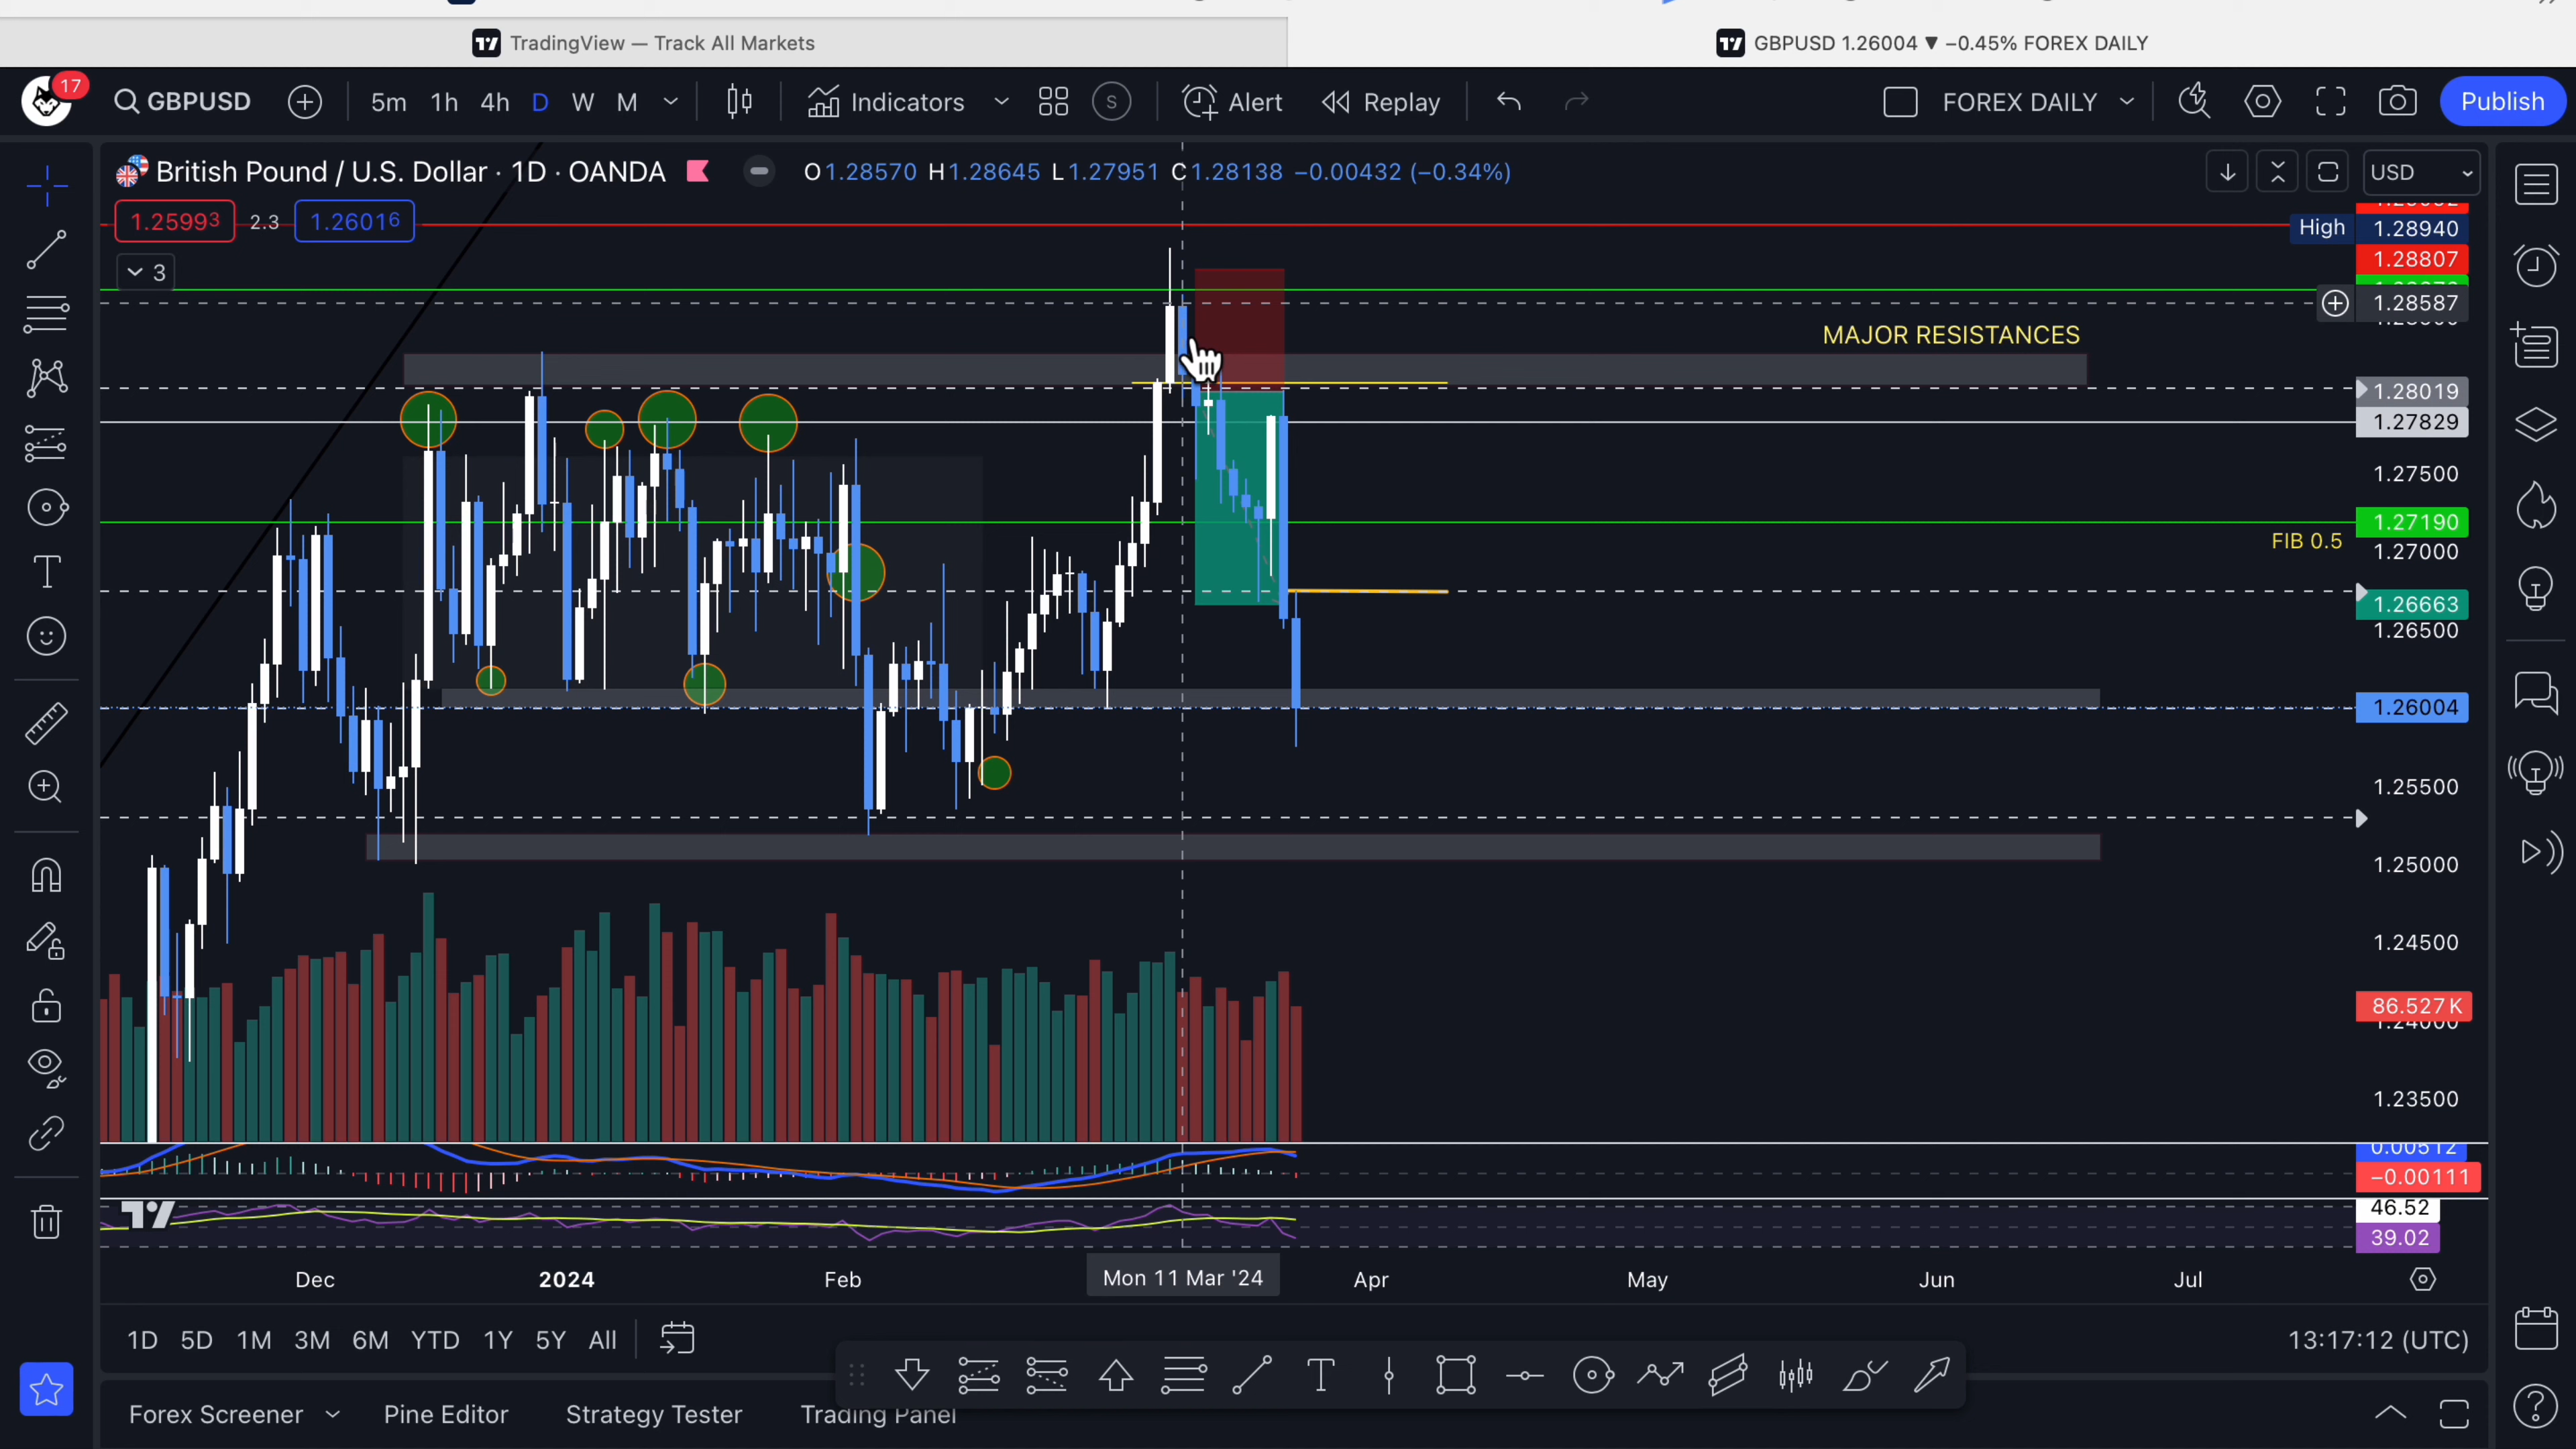 TradingView — Track All Markets
GBPUSD 1.26004 ▼ −0.45% FOREX DAILY
17
GBPUSD
5m 1h 4h D W M
Indicators
S
Alert
Replay
FOREX DAILY
Publish
British Pound / U.S. Dollar · 1D · OANDA
O1.28570 H1.28645 L1.27951 C1.28138 −0.00432 (−0.34%)
USD
1.25993 2.3 1.26016
3
High 1.28940
1.28807
1.28587
MAJOR RESISTANCES
1.28019
1.27829
1.27500
1.27190
FIB 0.5
1.27000
1.26663
1.26500
1.26004
1.25500
1.25000
1.24500
86.527K
1.24000
1.23500
0.00512
−0.00111
46.52
39.02
Dec 2024 Feb Mon 11 Mar '24 Apr May Jun Jul
1D 5D 1M 3M 6M YTD 1Y 5Y All
13:17:12 (UTC)
Forex Screener Pine Editor Strategy Tester Trading Panel